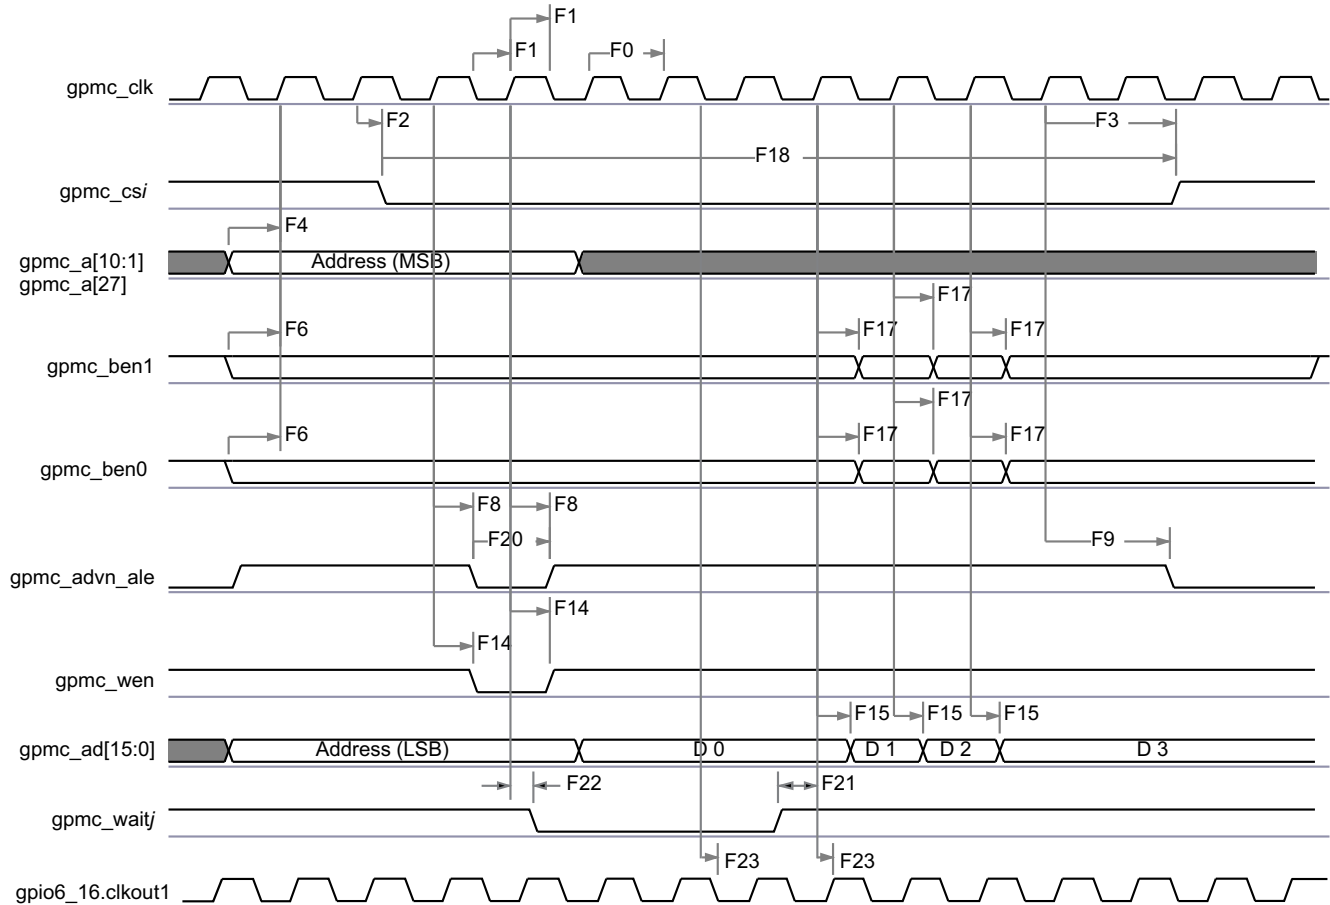 F1
F1
F0
gpmc_clk
F2
F3
F18
gpmc_csi
F4
gpmc_a[10:1]
gpmc_a[27]
Address (MSB)
F17
F6
F17
F17
gpmc_ben1
F17
F6
F17
F17
gpmc_ben0
F8
F8
F20
F9
gpmc_advn_ale
F14
F14
gpmc_wen
F15
F15
F15
gpmc_ad[15:0]
Address (LSB)
D 0
D 1
D 2
D 3
F22
F21
gpmc_waitj
F23
F23
gpio6_16.clkout1